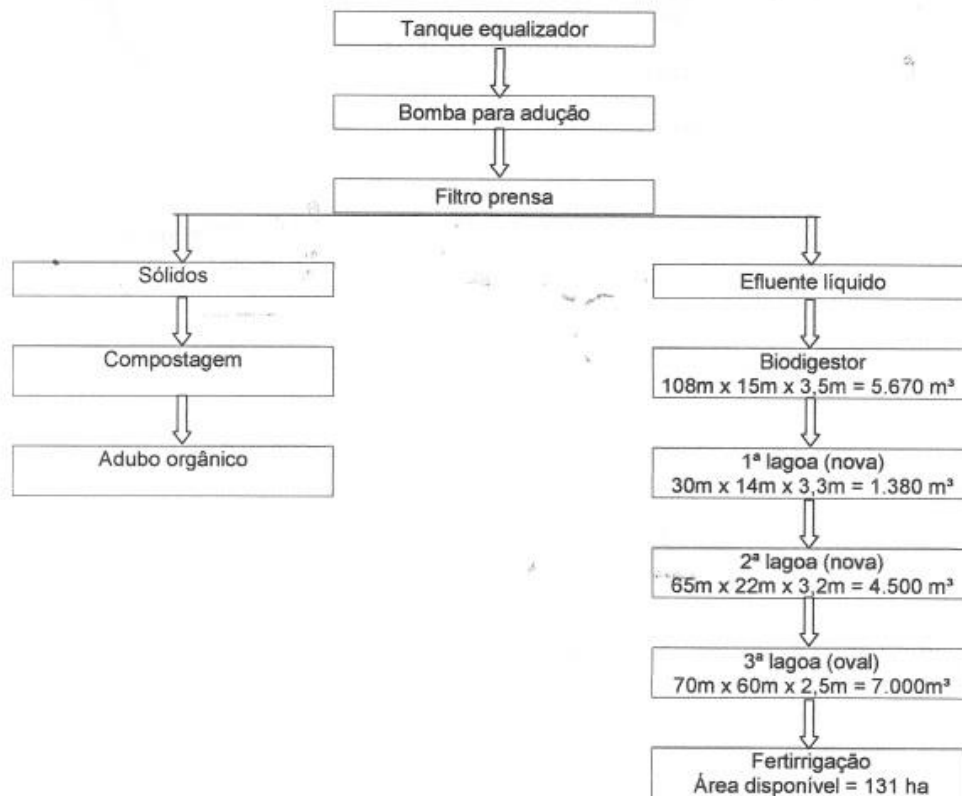 Tanque equalizador
Bomba para adução
Filtro prensa
Sólidos
Compostagem
Adubo orgânico
Efluente líquido
Biodigestor
108m x 15m x 3,5m = 5.670 m³
1ª lagoa (nova)
30m x 14m x 3,3m = 1.380 m³
2ª lagoa (nova)
65m x 22m x 3,2m = 4.500 m³
3ª lagoa (oval)
70m x 60m x 2,5m = 7.000m³
Fertirrigação
Área disponível = 131 ha